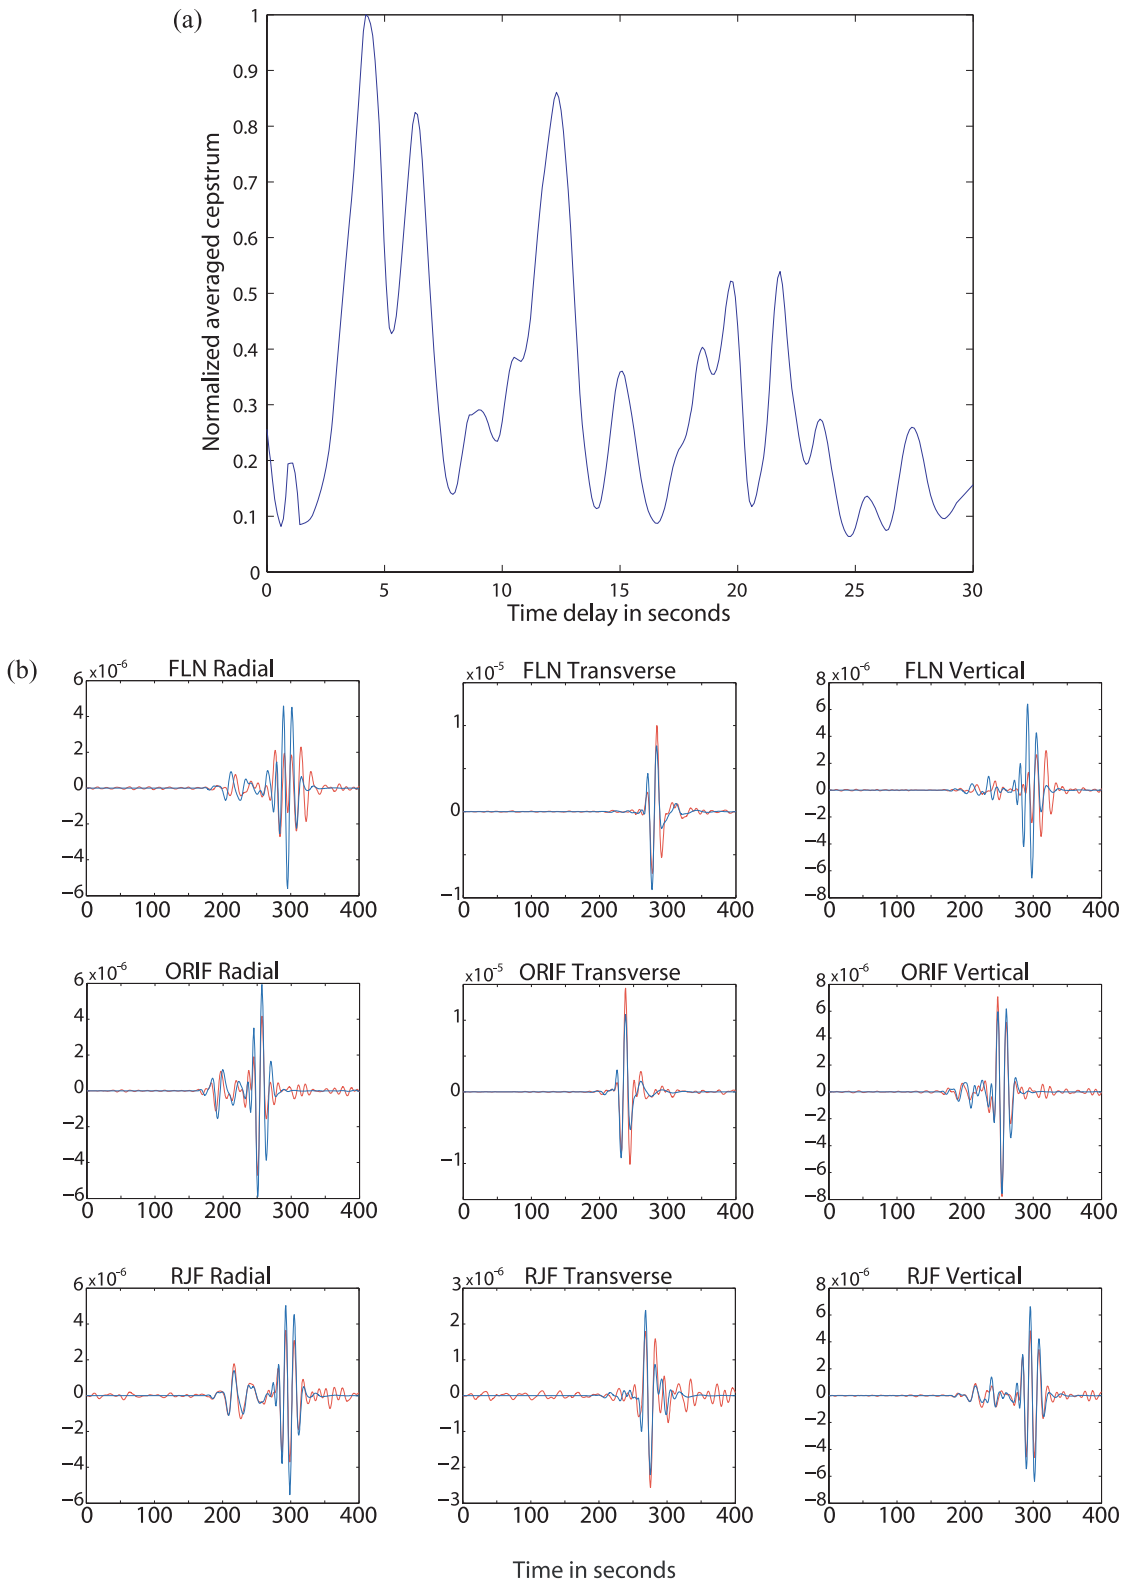 (a)
1
0.9
0.8
0.7
0.6
0.5
0.4
0.3
0.2
0.1
0
Normalized averaged cepstrum
0 5 10 15 20 25 30
Time delay in seconds
(b)
FLN Radial
x10-6
6
4
2
0
−2
−4
−6
0 100 200 300 400
FLN Transverse
x10-5
1
0
−1
0 100 200 300 400
FLN Vertical
x10-6
8
6
4
2
0
−2
−4
−6
−8
0 100 200 300 400
ORIF Radial
x10-6
6
4
2
0
−2
−4
−6
0 100 200 300 400
ORIF Transverse
x10-5
1
0
−1
0 100 200 300 400
ORIF Vertical
x10-6
8
6
4
2
0
−2
−4
−6
−8
0 100 200 300 400
RJF Radial
x10-6
6
4
2
0
−2
−4
−6
0 100 200 300 400
RJF Transverse
x10-6
3
2
1
0
−1
−2
−3
0 100 200 300 400
RJF Vertical
x10-6
8
6
4
2
0
−2
−4
−6
−8
0 100 200 300 400
Time in seconds